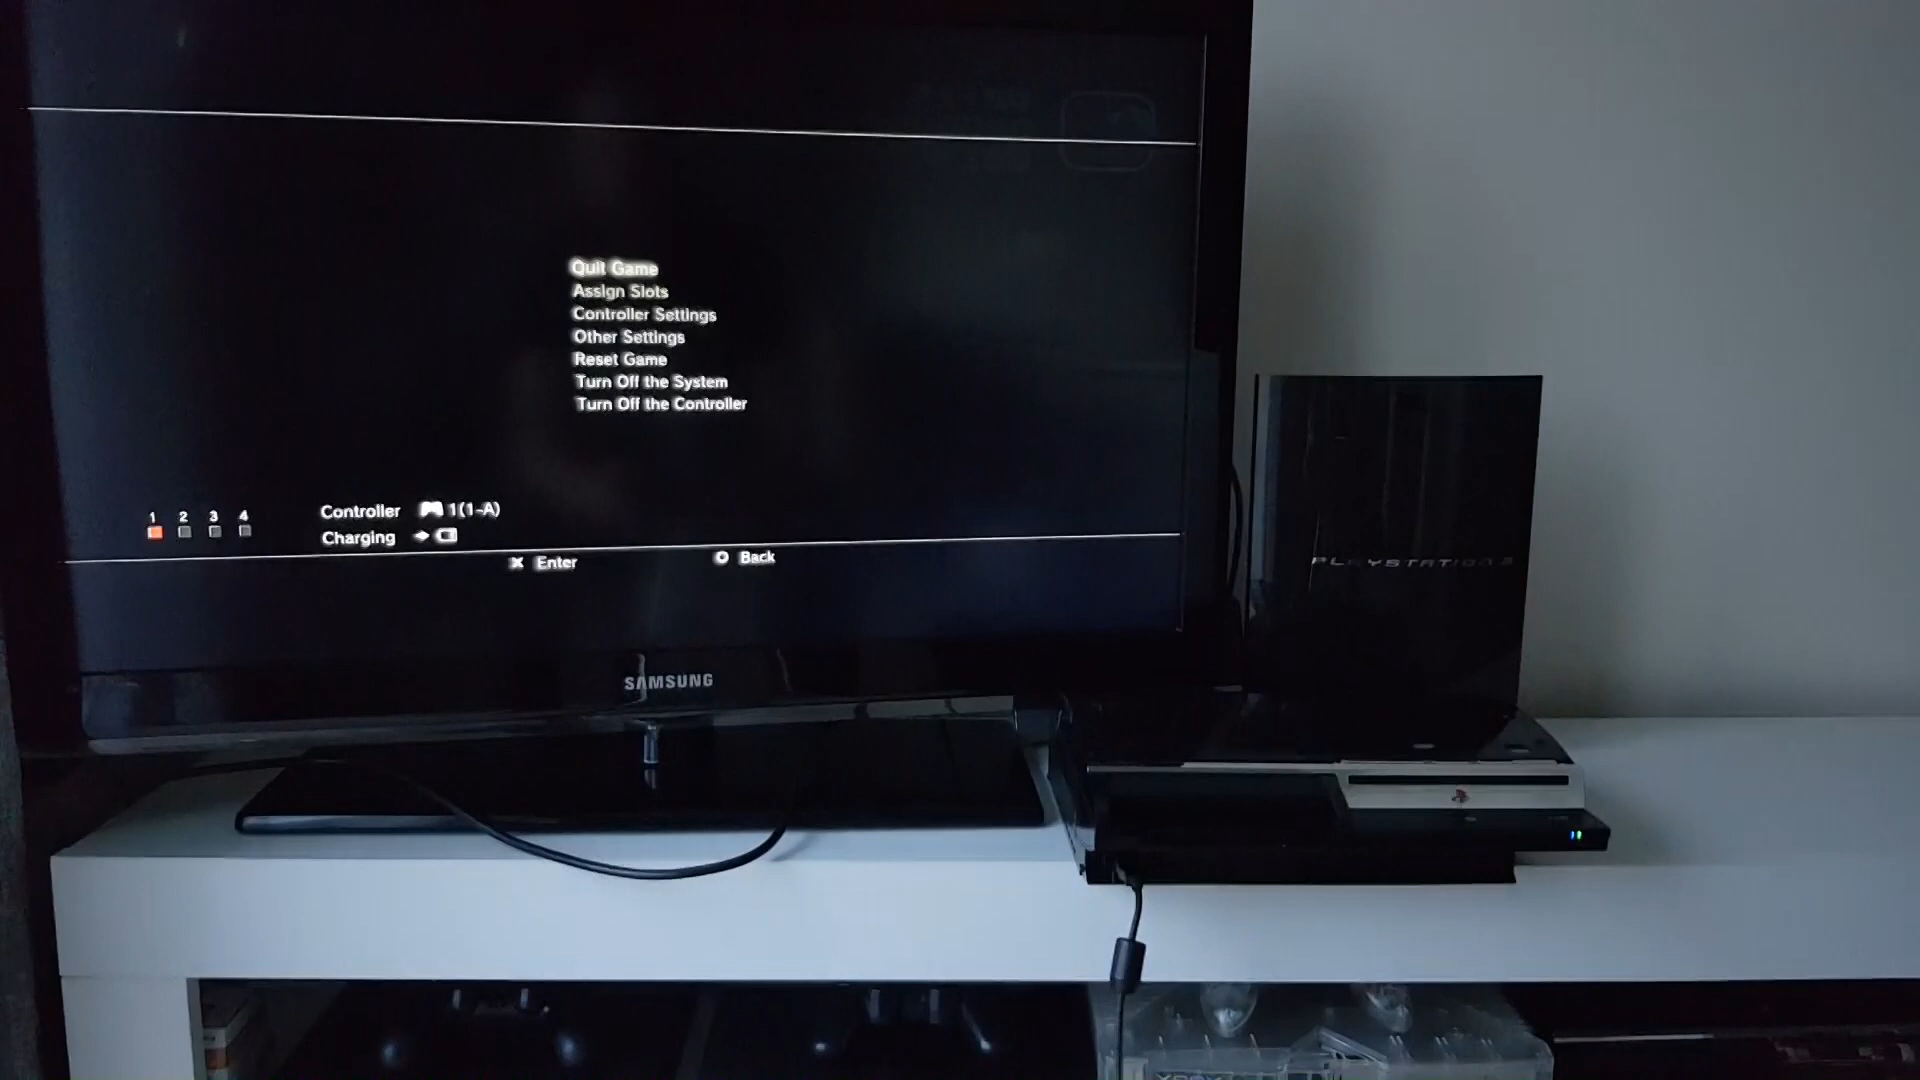 Quit Game
Assign Slots
Controller Settings
Other Settings
Reset Game
Turn Off the System
Turn Off the Controller
1 2 3 4
Controller 1(1-A)
Charging
Enter
Back
SAMSUNG
PLAYSTATION 3
XBOX